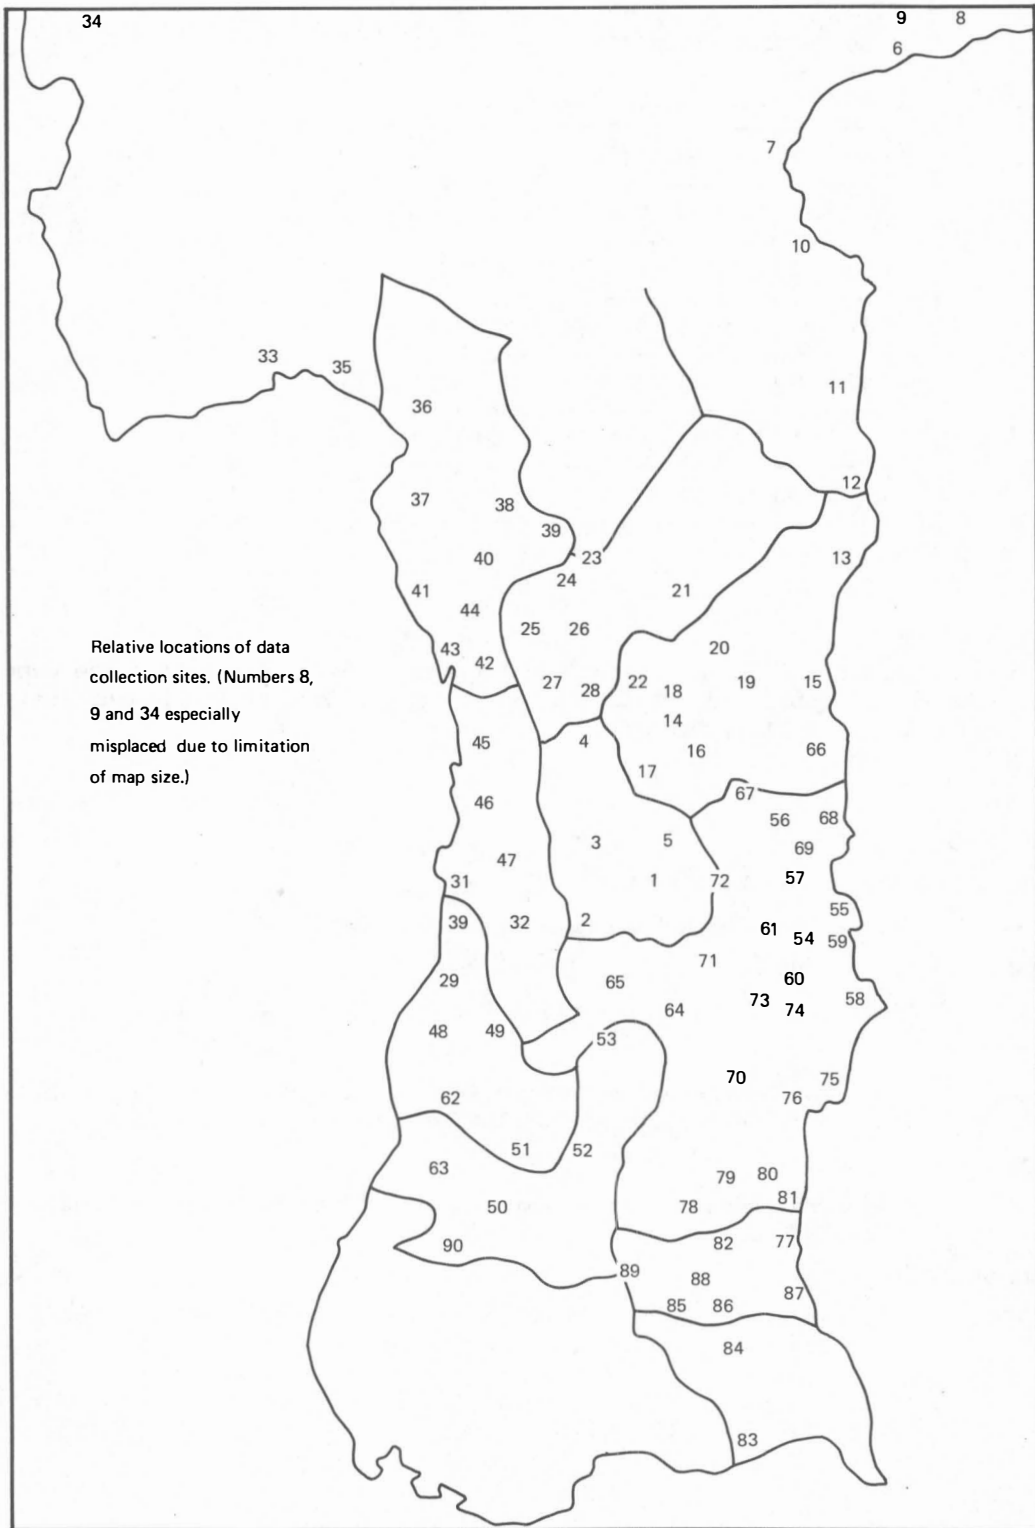 34 9 8
6
7
10
33 35 11
36
37 38 12
39 23 13
40 24
41 21
44
25 26
Relative locations of data 43 42 20
collection sites. (Numbers 8, 27 28 22 18 19 15
9 and 34 especially 14
misplaced due to limitation 45 4 16 66
of map size.) 17
46 67 56 68
3 5 69
47
31 1 72 57
39 32 2 61 55
54 59
71
29 65 60
64 73 74 58
48 49 53
70 75
62 76
51 52
63 79 80
50 78 81
90 82 77
89 88 87
85 86
84
83